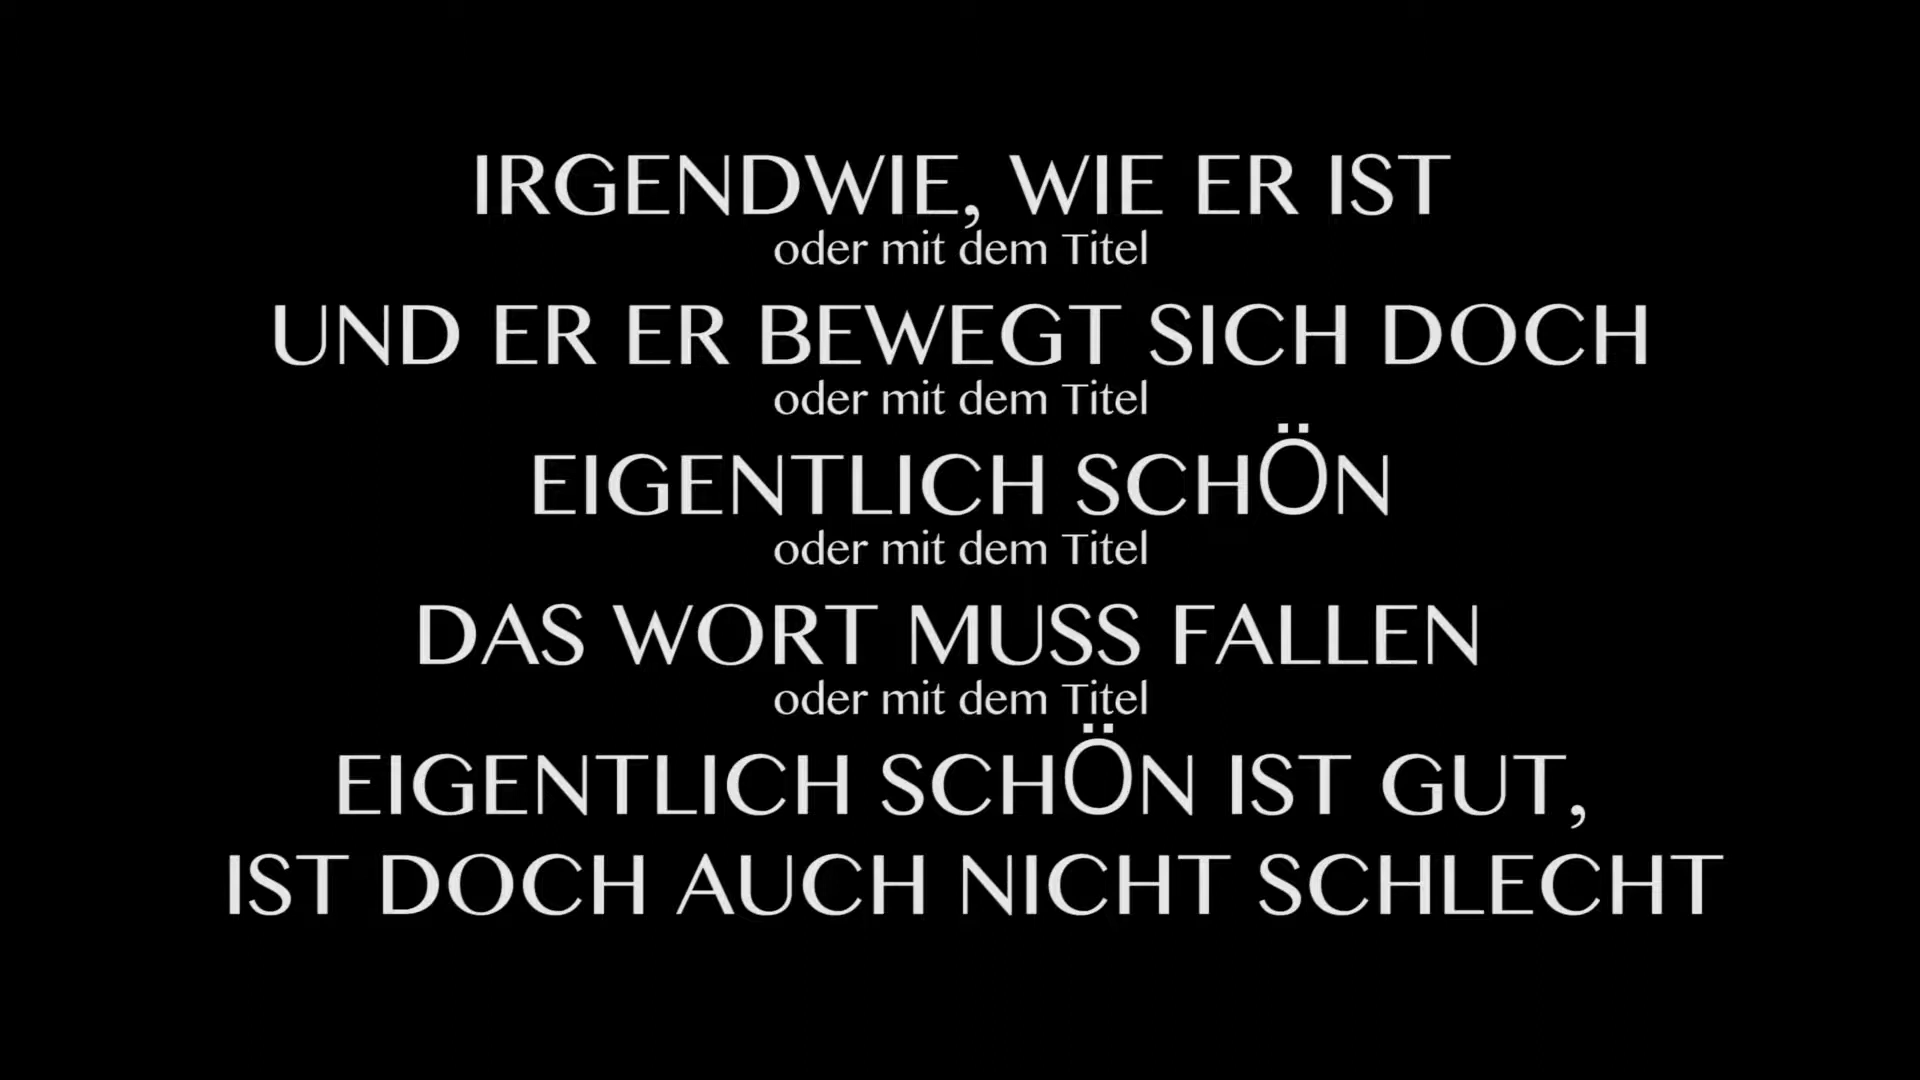 IRGENDWIE, WIE ER IST
oder mit dem Titel
UND ER ER BEWEGT SICH DOCH
oder mit dem Titel
EIGENTLICH SCHÖN
oder mit dem Titel
DAS WORT MUSS FALLEN
oder mit dem Titel
EIGENTLICH SCHÖN IST GUT,
IST DOCH AUCH NICHT SCHLECHT